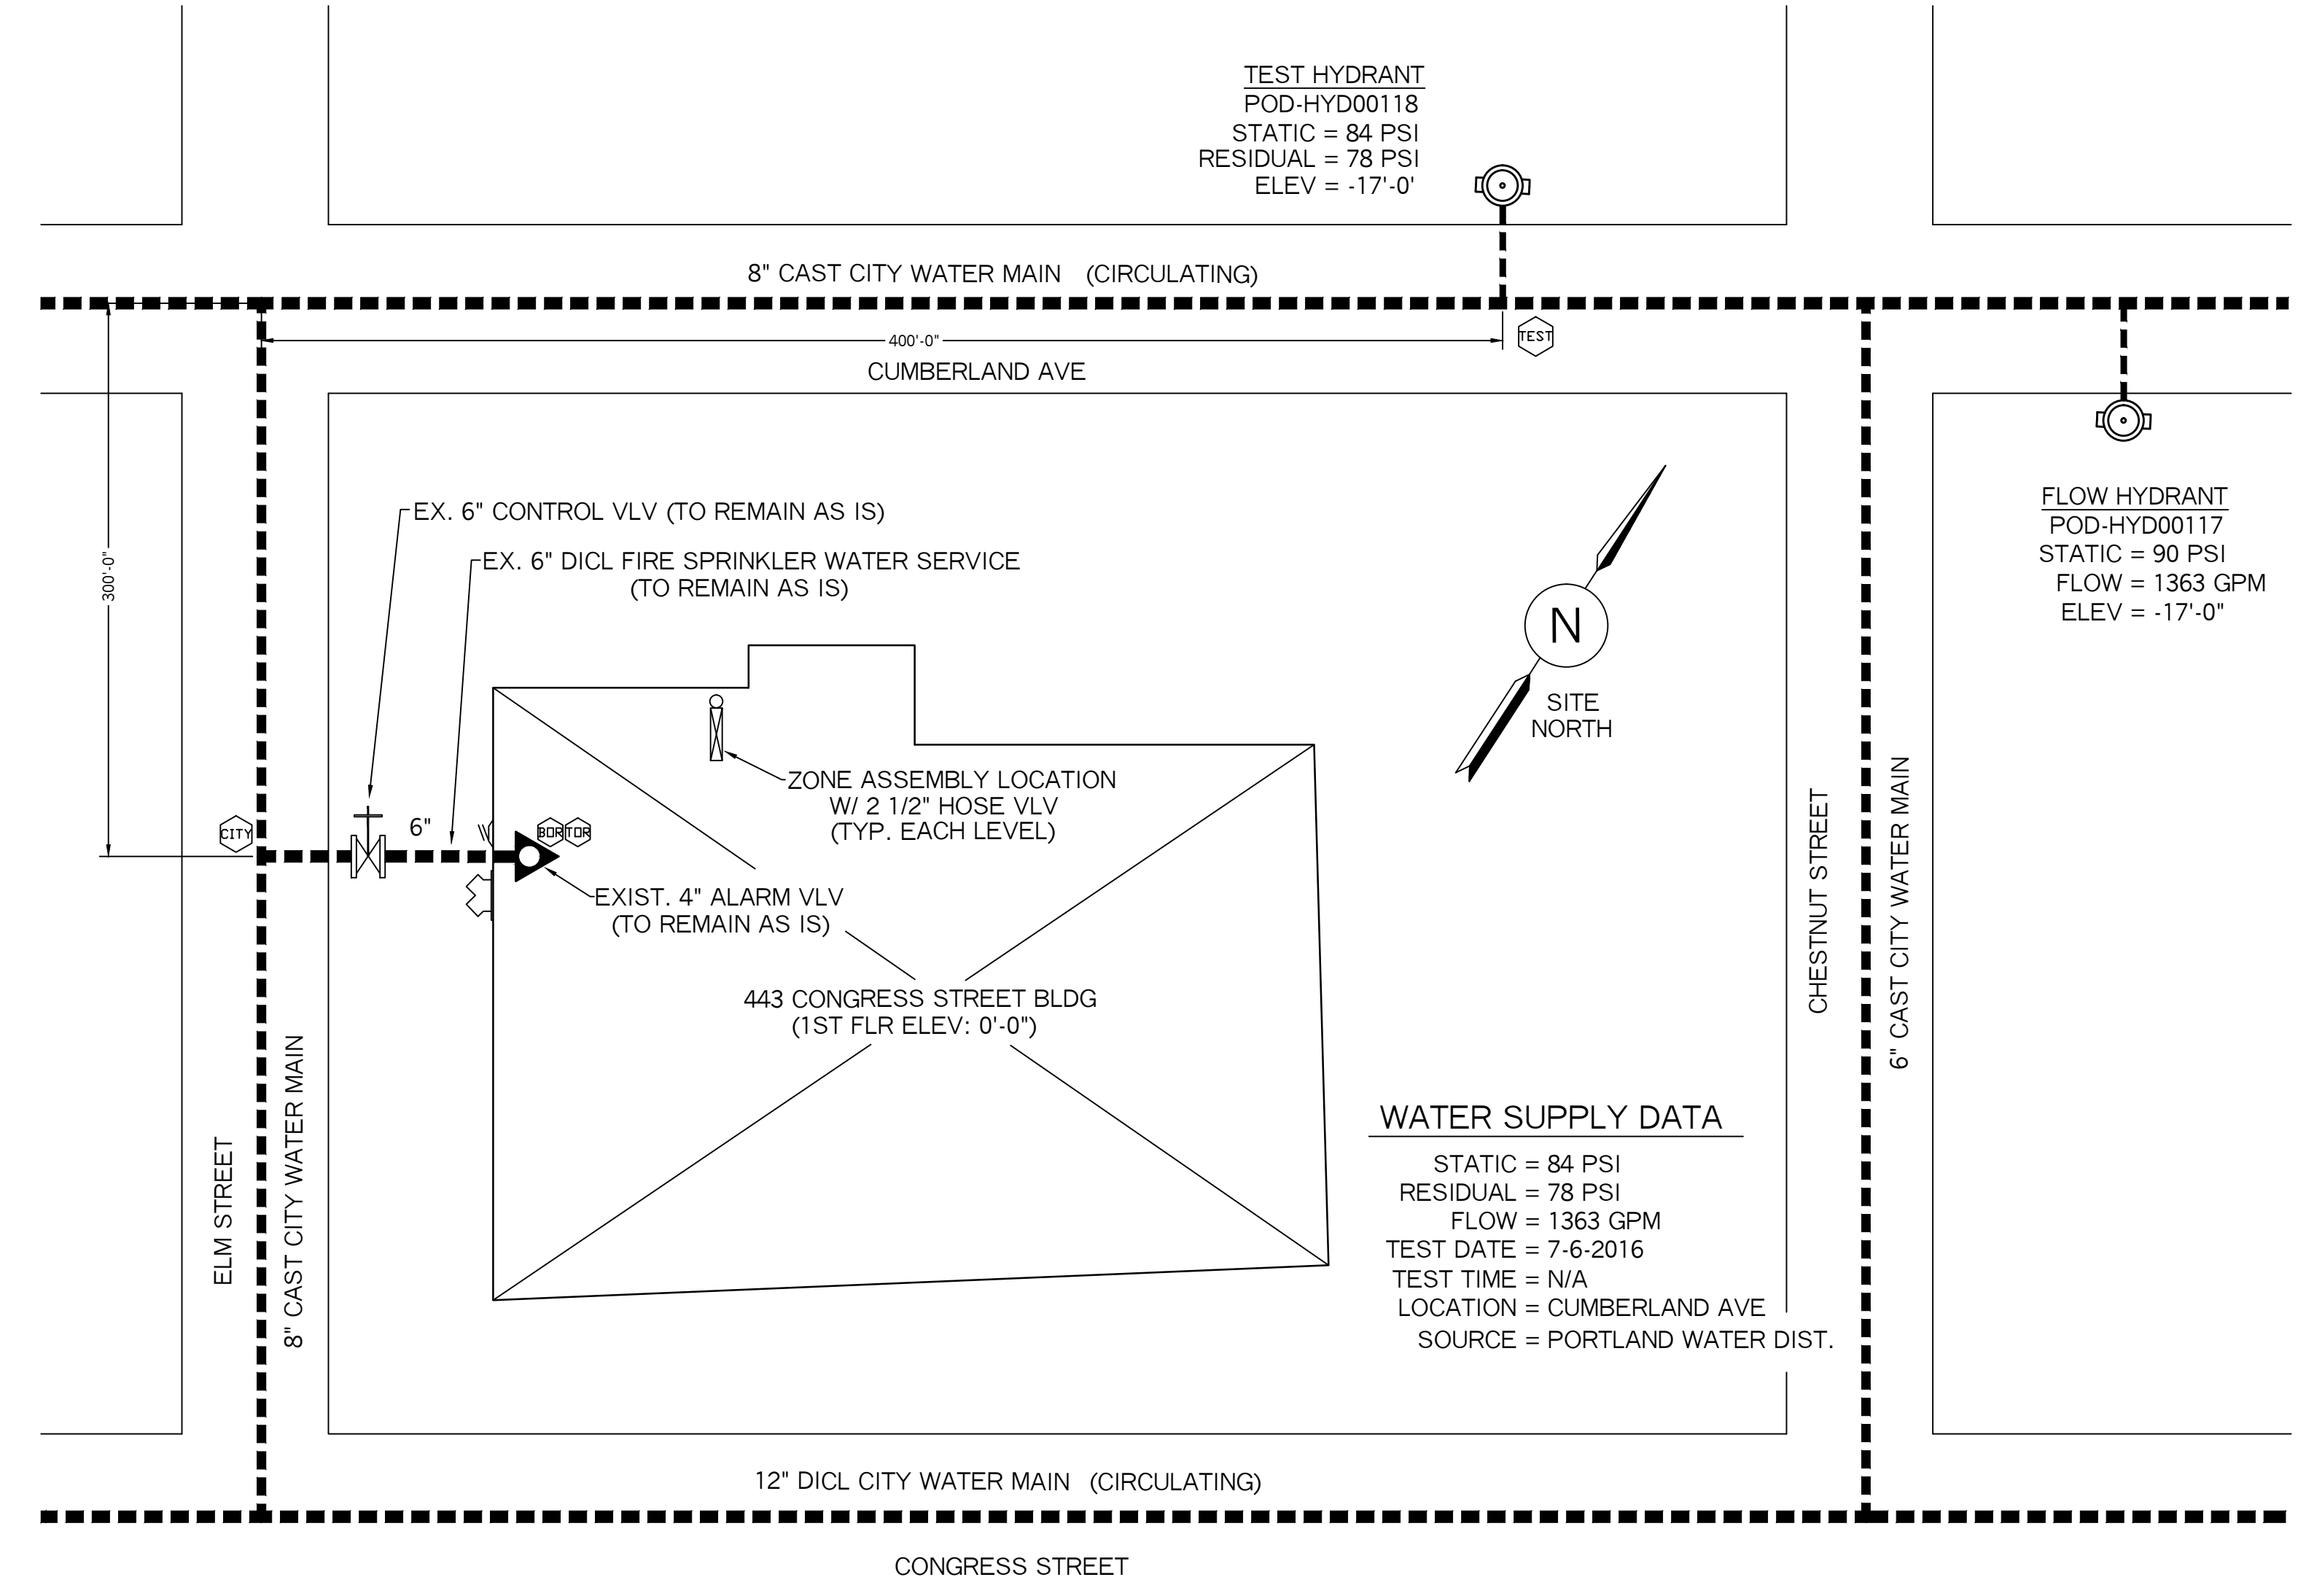 TEST HYDRANT
POD-HYD00118
STATIC = 84 PSI
RESIDUAL = 78 PSI
ELEV = -17'-0'
8" CAST CITY WATER MAIN (CIRCULATING)
400'-0"
TEST
CUMBERLAND AVE
EX. 6" CONTROL VLV (TO REMAIN AS IS)
EX. 6" DICL FIRE SPRINKLER WATER SERVICE
(TO REMAIN AS IS)
300'-0"
FLOW HYDRANT
POD-HYD00117
STATIC = 90 PSI
FLOW = 1363 GPM
ELEV = -17'-0"
N
SITE
NORTH
ZONE ASSEMBLY LOCATION
W/ 2 1/2" HOSE VLV
(TYP. EACH LEVEL)
CITY
6"
BOR
TOR
EXIST. 4" ALARM VLV
(TO REMAIN AS IS)
443 CONGRESS STREET BLDG
(1ST FLR ELEV: 0'-0")
CHESTNUT STREET
6" CAST CITY WATER MAIN
ELM STREET
8" CAST CITY WATER MAIN
WATER SUPPLY DATA
STATIC = 84 PSI
RESIDUAL = 78 PSI
FLOW = 1363 GPM
TEST DATE = 7-6-2016
TEST TIME = N/A
LOCATION = CUMBERLAND AVE
SOURCE = PORTLAND WATER DIST.
12" DICL CITY WATER MAIN (CIRCULATING)
CONGRESS STREET